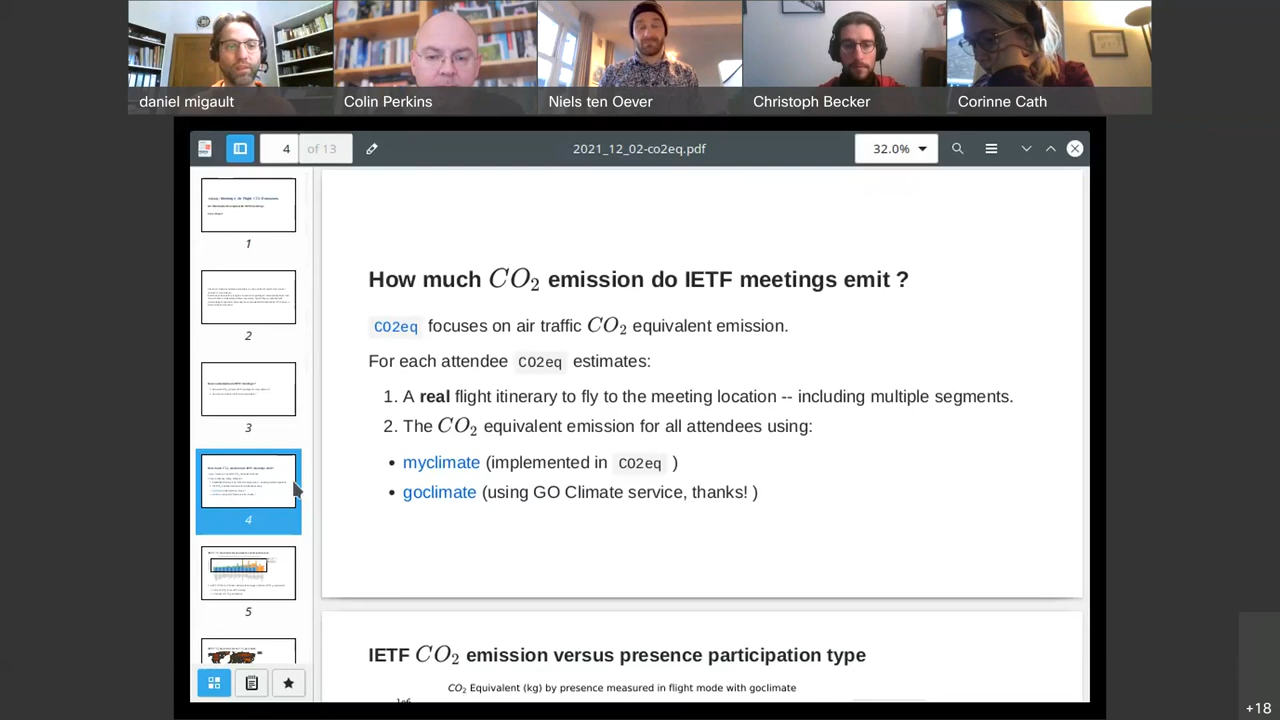 daniel migault
Colin Perkins
Niels ten Oever
Christoph Becker
Corinne Cath
4 of 13
2021_12_02-co2eq.pdf
32.0%
1
2
3
4
5
How much CO₂ emission do IETF meetings emit ?
CO2eq focuses on air traffic CO₂ equivalent emission.
For each attendee CO2eq estimates:
1. A real flight itinerary to fly to the meeting location -- including multiple segments.
2. The CO₂ equivalent emission for all attendees using:
• myclimate (implemented in CO2eq )
• goclimate (using GO Climate service, thanks! )
IETF CO₂ emission versus presence participation type
CO₂ Equivalent (kg) by presence measured in flight mode with goclimate
1e6
+18